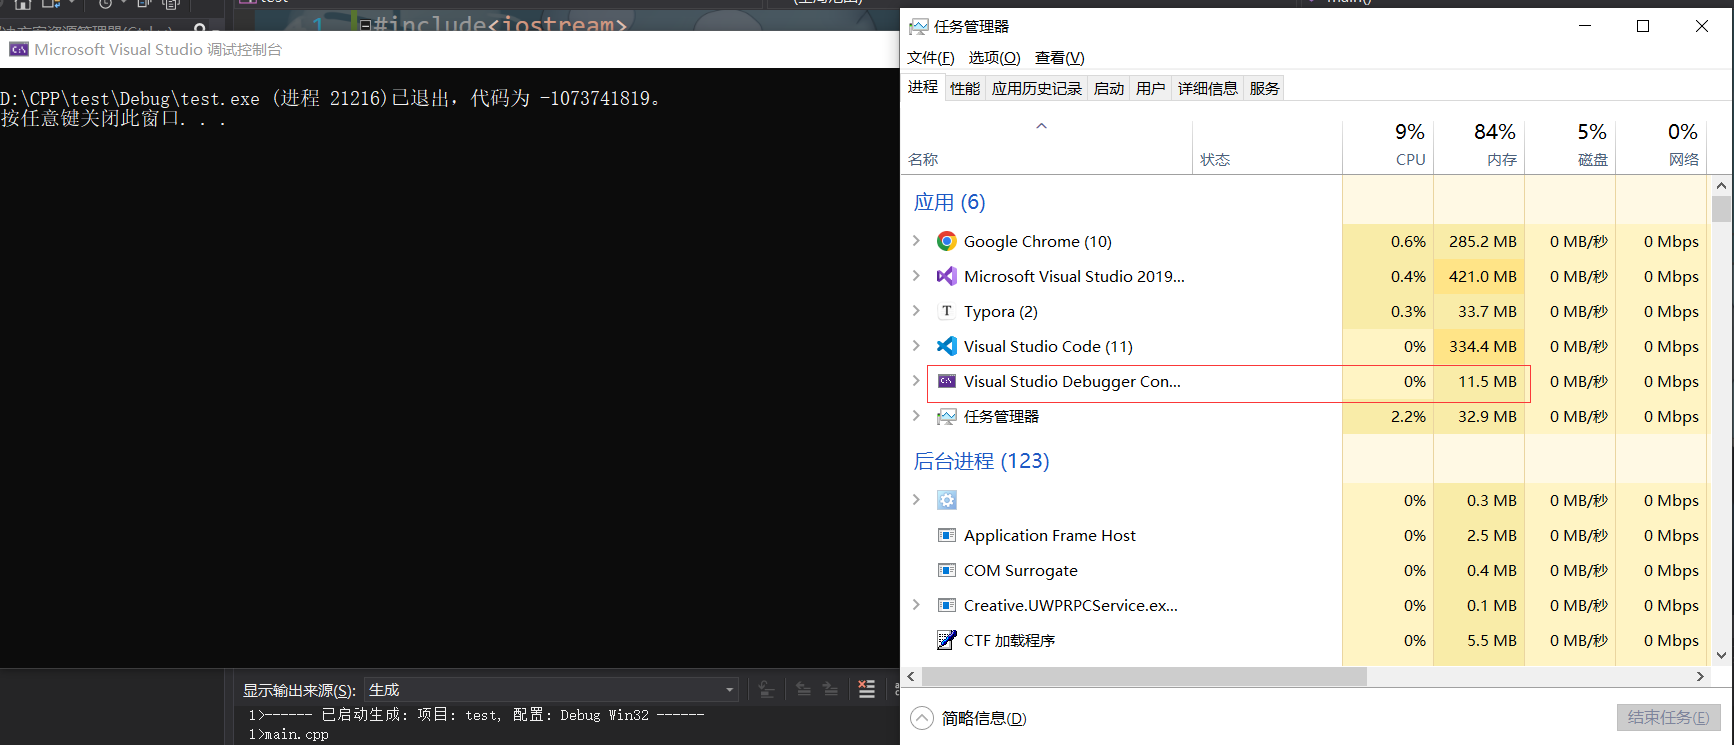 test
(全局范围)
main()
1
#include<iostream>
Microsoft Visual Studio 调试控制台
D:\CPP\test\Debug\test.exe (进程 21216)已退出，代码为 -1073741819。
按任意键关闭此窗口. . .
显示输出来源(S): 生成
1>------ 已启动生成: 项目: test, 配置: Debug Win32 ------
1>main.cpp
任务管理器
文件(F) 选项(O) 查看(V)
进程 性能 应用历史记录 启动 用户 详细信息 服务
9% 84% 5% 0%
名称 状态 CPU 内存 磁盘 网络
应用 (6)
Google Chrome (10) 0.6% 285.2 MB 0 MB/秒 0 Mbps
Microsoft Visual Studio 2019... 0.4% 421.0 MB 0 MB/秒 0 Mbps
Typora (2) 0.3% 33.7 MB 0 MB/秒 0 Mbps
Visual Studio Code (11) 0% 334.4 MB 0 MB/秒 0 Mbps
Visual Studio Debugger Con... 0% 11.5 MB 0 MB/秒 0 Mbps
任务管理器 2.2% 32.9 MB 0 MB/秒 0 Mbps
后台进程 (123)
0% 0.3 MB 0 MB/秒 0 Mbps
Application Frame Host 0% 2.5 MB 0 MB/秒 0 Mbps
COM Surrogate 0% 0.4 MB 0 MB/秒 0 Mbps
Creative.UWPRPCService.ex... 0% 0.1 MB 0 MB/秒 0 Mbps
CTF 加载程序 0% 5.5 MB 0 MB/秒 0 Mbps
简略信息(D)
结束任务(E)